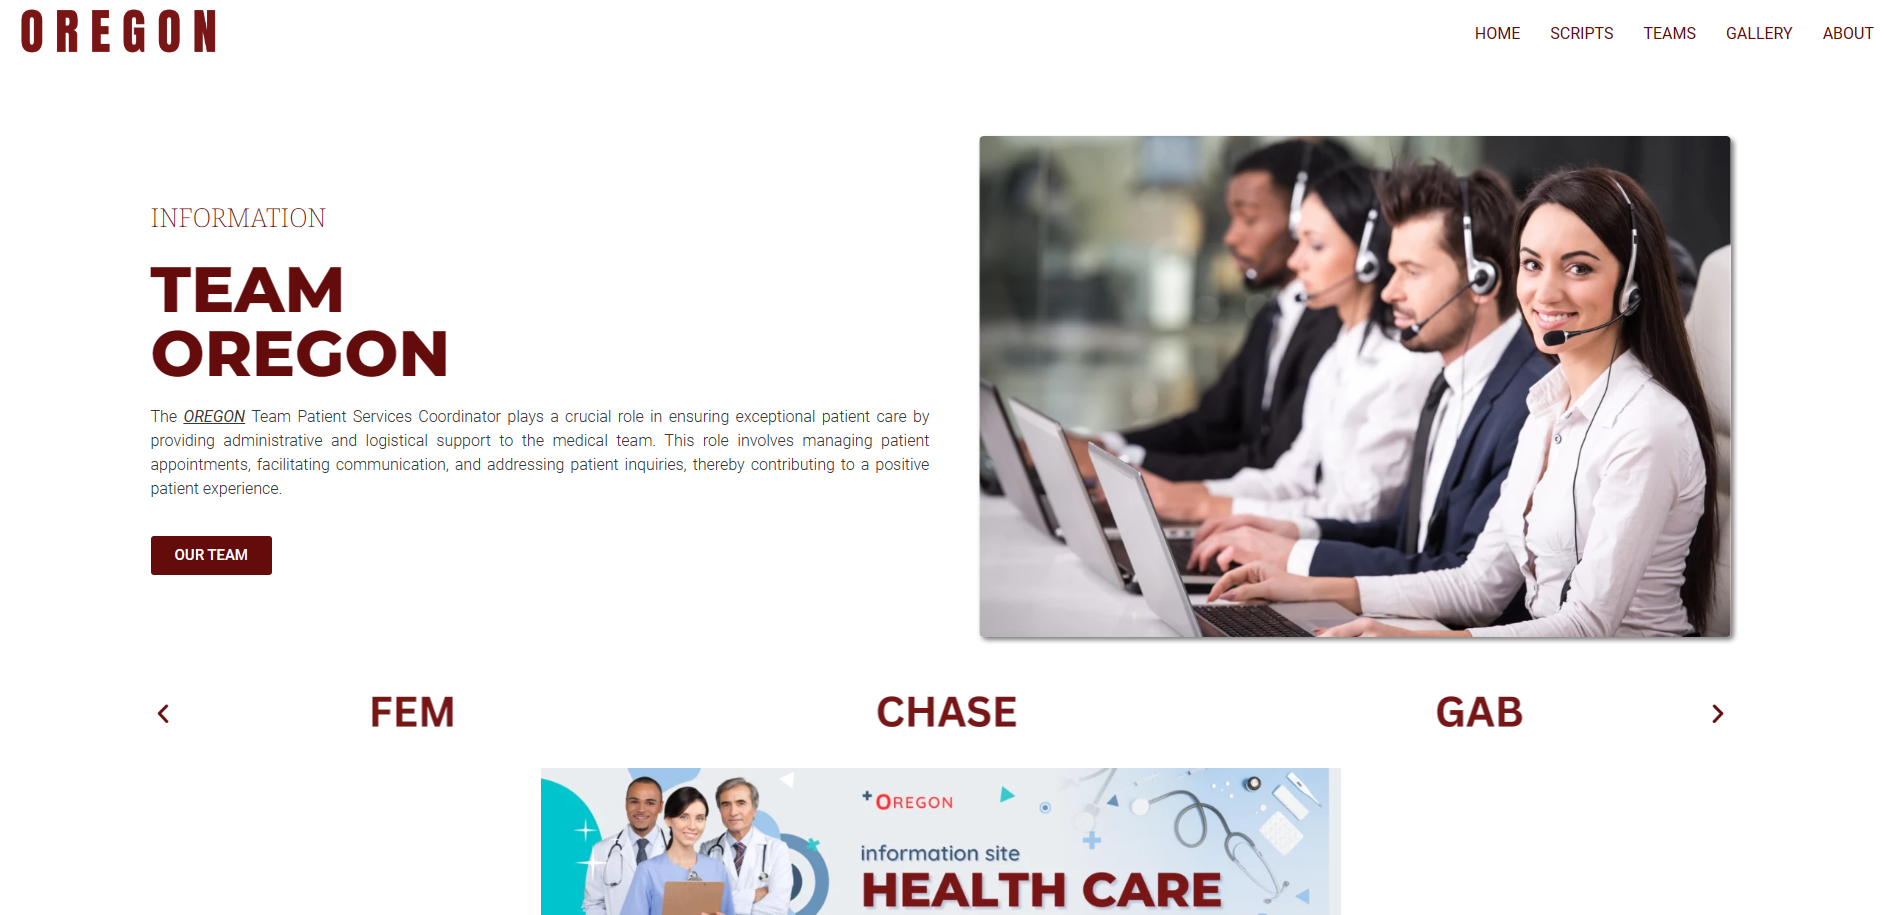 OREGON
HOME SCRIPTS TEAMS GALLERY ABOUT
INFORMATION
TEAM
OREGON
The OREGON Team Patient Services Coordinator plays a crucial role in ensuring exceptional patient care by
providing administrative and logistical support to the medical team. This role involves managing patient
appointments, facilitating communication, and addressing patient inquiries, thereby contributing to a positive
patient experience.
OUR TEAM
FEM CHASE GAB
OREGON
information site
HEALTH CARE